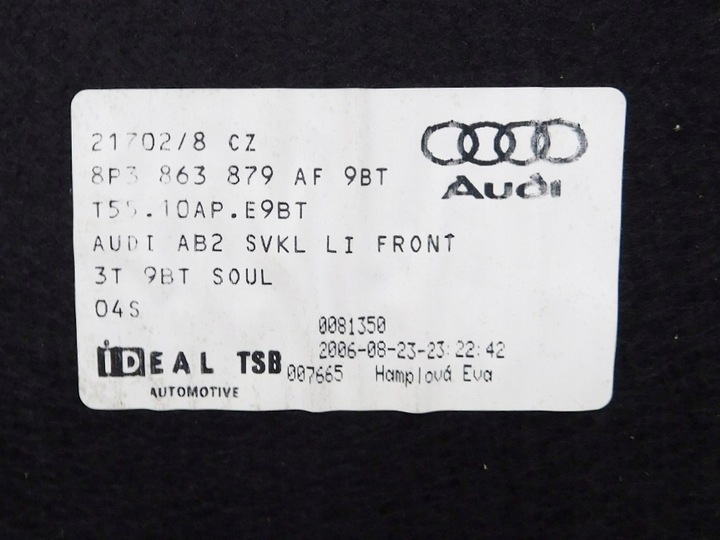 21702/8 CZ
8P3 863 879 AF 9BT
T55.10AP.E9BT
AUDI AB2 SVKL LI FRONT
3T 9BT SOUL
04S
Audi
0081350
2006-08-23-23:22:42
007665 Hamplová Eva
iDEAL TSB
AUTOMOTIVE